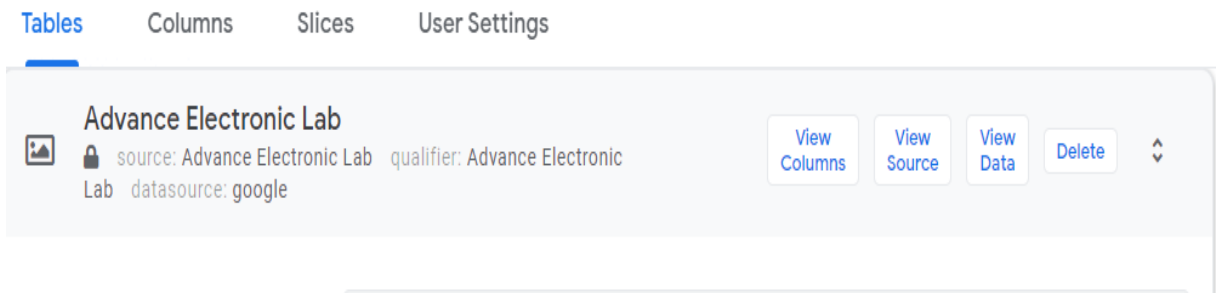 Tables Columns Slices User Settings
Advance Electronic Lab
source: Advance Electronic Lab qualifier: Advance Electronic
Lab datasource: google
View Columns
View Source
View Data
Delete